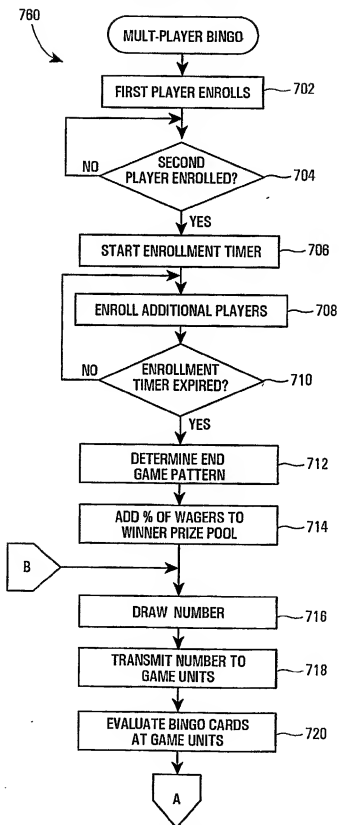 760
MULT-PLAYER BINGO
FIRST PLAYER ENROLLS
702
SECOND
PLAYER ENROLLED?
704
NO
YES
START ENROLLMENT TIMER
706
ENROLL ADDITIONAL PLAYERS
708
ENROLLMENT
TIMER EXPIRED?
710
NO
YES
DETERMINE END
GAME PATTERN
712
ADD % OF WAGERS TO
WINNER PRIZE POOL
714
B
DRAW NUMBER
716
TRANSMIT NUMBER TO
GAME UNITS
718
EVALUATE BINGO CARDS
AT GAME UNITS
720
A